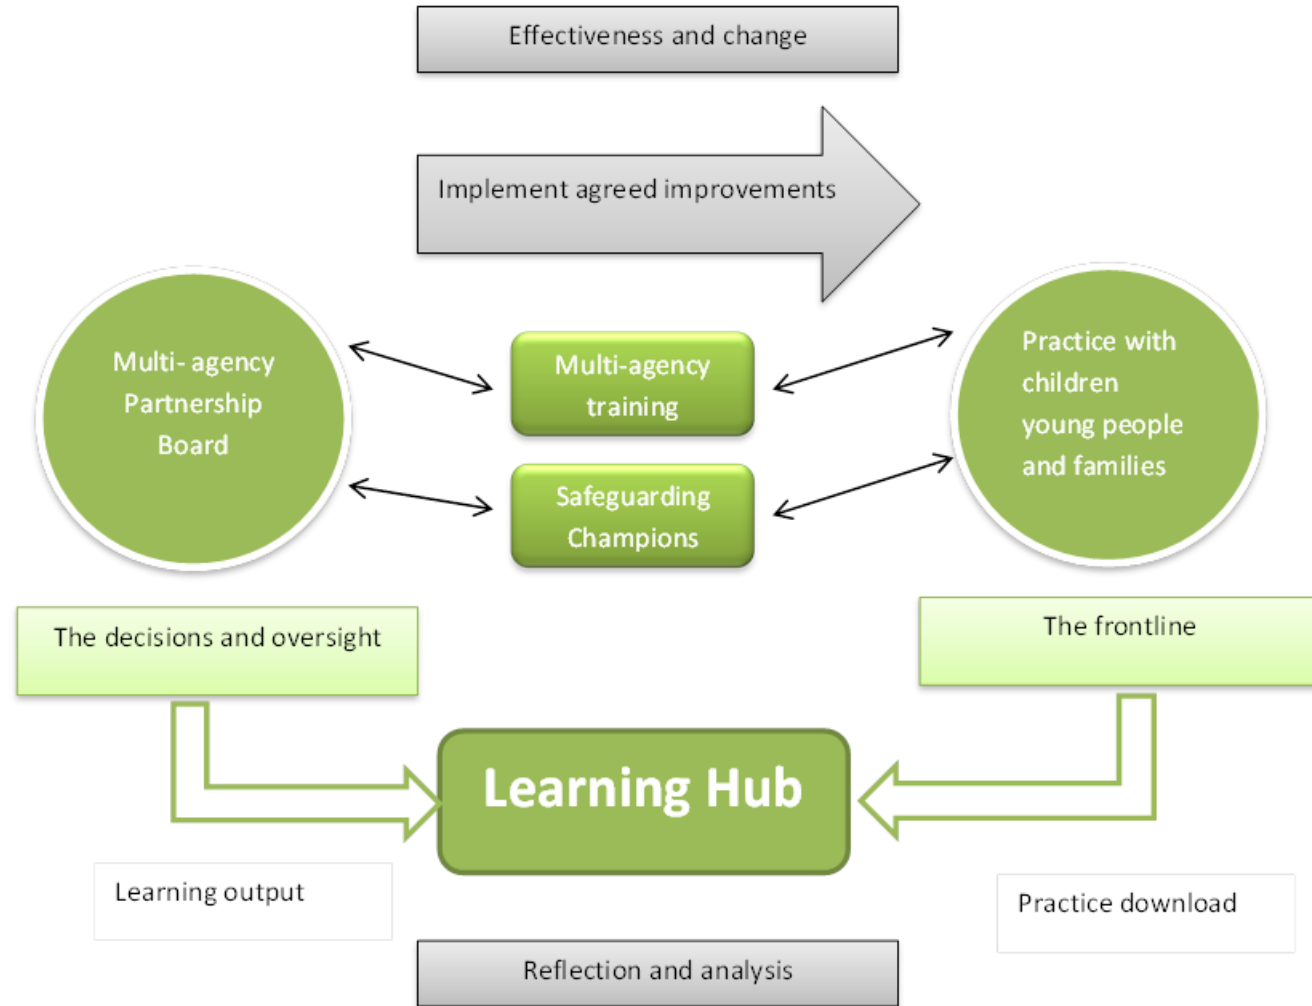 Effectiveness and change
Implement agreed improvements
Multi- agency
Partnership
Board
Multi-agency
training
Safeguarding
Champions
Practice with
children
young people
and families
The decisions and oversight
The frontline
Learning Hub
Learning output
Practice download
Reflection and analysis